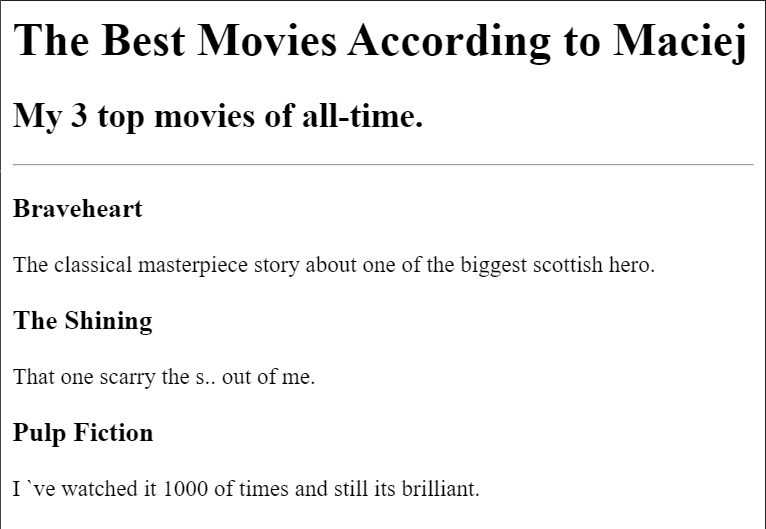 The Best Movies According to Maciej
My 3 top movies of all-time.
Braveheart
The classical masterpiece story about one of the biggest scottish hero.
The Shining
That one scarry the s.. out of me.
Pulp Fiction
I `ve watched it 1000 of times and still its brilliant.